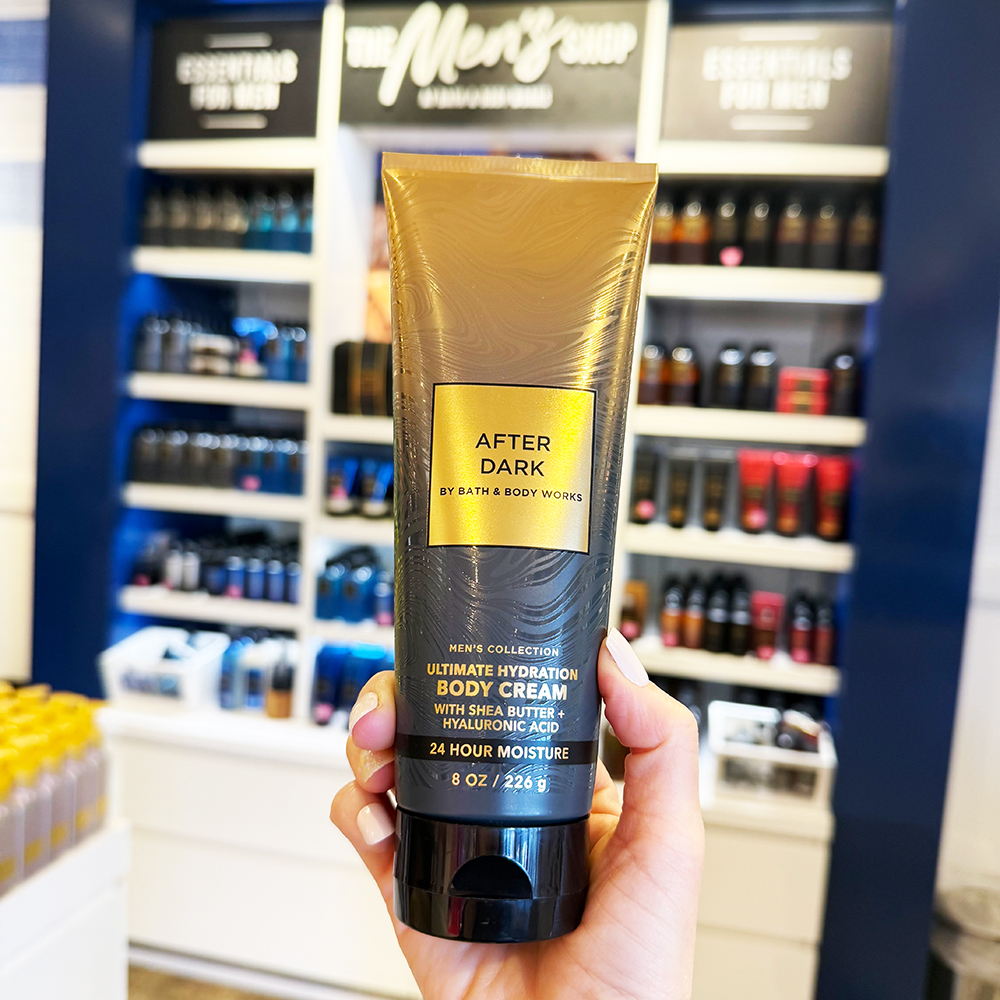 ESSENTIALS
FOR MEN
THE Men's SHOP
ESSENTIALS
FOR MEN
AFTER
DARK
BY BATH & BODY WORKS
MEN'S COLLECTION
ULTIMATE HYDRATION
BODY CREAM
WITH SHEA BUTTER +
HYALURONIC ACID
24 HOUR MOISTURE
8 OZ / 226 g